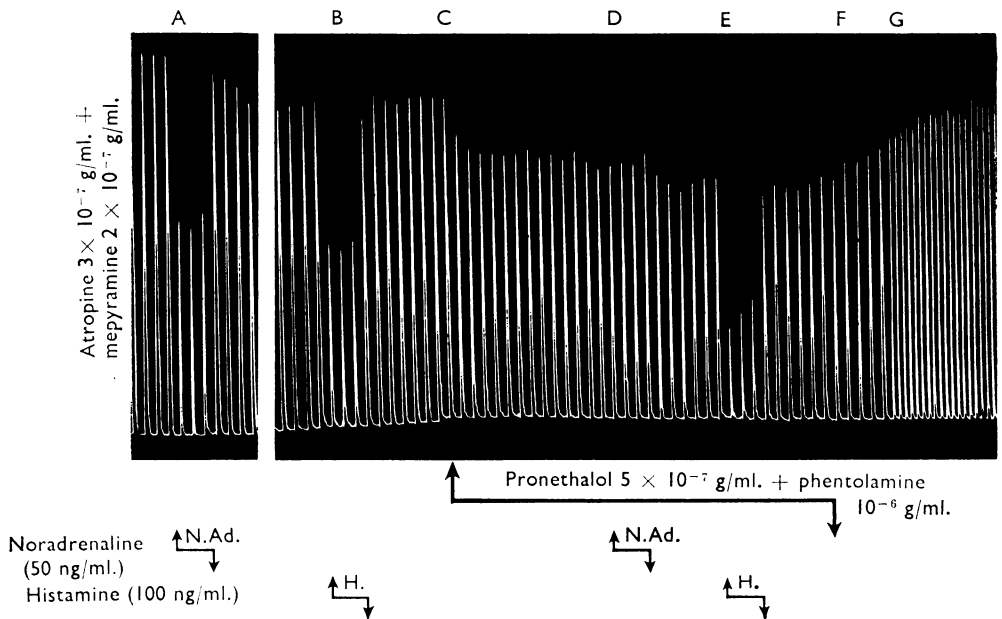 A B C D E F G
Atropine 3 × 10⁻⁷ g/ml. +
mepyramine 2 × 10⁻⁷ g/ml.
Pronethalol 5 × 10⁻⁷ g/ml. + phentolamine
10⁻⁶ g/ml.
Noradrenaline
(50 ng/ml.)
N.Ad.
N.Ad.
Histamine (100 ng/ml.)
H.
H.